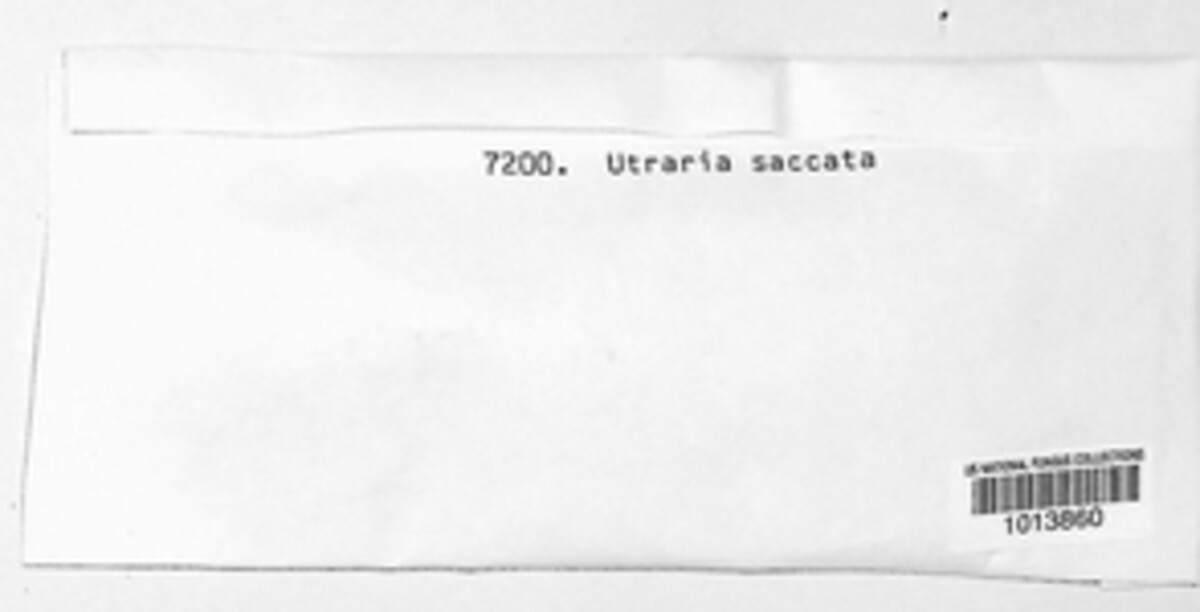 7200. Utraria saccata
US NATIONAL FUNGUS COLLECTIONS
1013860